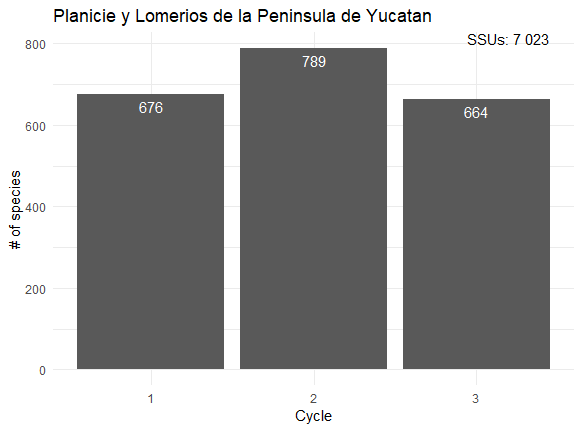 Planicie y Lomerios de la Peninsula de Yucatan
SSUs: 7 023
800
789
676
664
600
# of species
400
200
0
1 2 3
Cycle